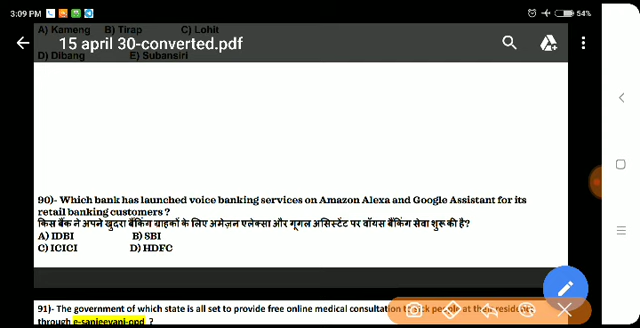 3:09 PM
54%
A) Kameng B) Tirap C) Lohit
15 april 30-converted.pdf
D) Dibang E) Subansiri
90)- Which bank has launched voice banking services on Amazon Alexa and Google Assistant for its
retail banking customers ?
किस बैंक ने अपने खुदरा बैंकिंग ग्राहकों के लिए अमेज़न एलेक्सा और गूगल असिस्टेंट पर वॉयस बैंकिंग सेवा शुरू की है?
A) IDBI B) SBI
C) ICICI D) HDFC
91)- The government of which state is all set to provide free online medical consultation people at their
through e-sanjeevani-opd ?